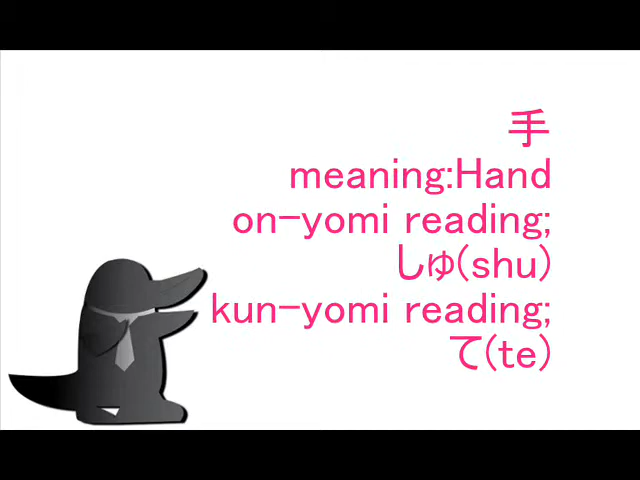 手
meaning:Hand
on-yomi reading;
しゅ(shu)
kun-yomi reading;
て(te)